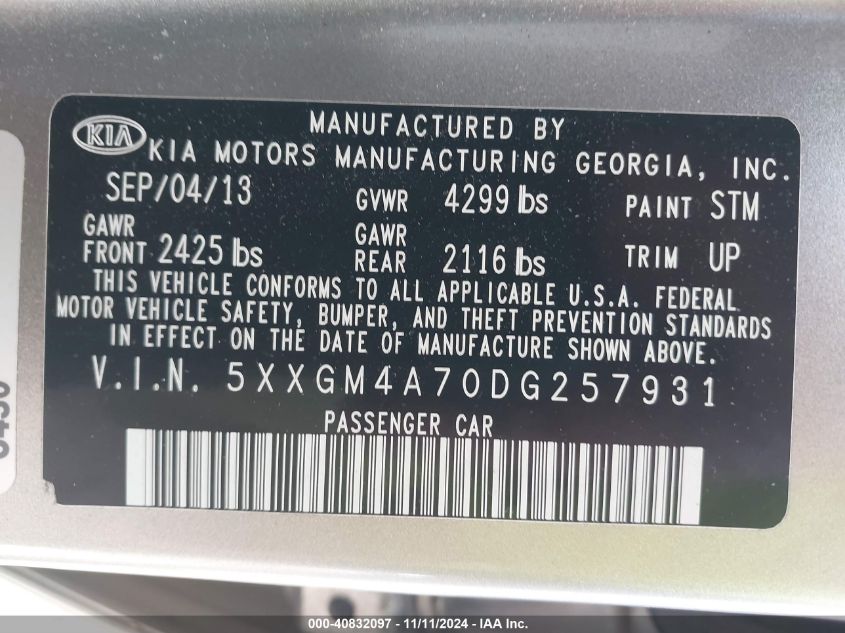 KIA
MANUFACTURED BY
KIA MOTORS MANUFACTURING GEORGIA, INC.
SEP/04/13 GVWR 4299 lbs PAINT STM
GAWR FRONT 2425 lbs GAWR REAR 2116 lbs TRIM UP
THIS VEHICLE CONFORMS TO ALL APPLICABLE U.S.A. FEDERAL
MOTOR VEHICLE SAFETY, BUMPER, AND THEFT PREVENTION STANDARDS
IN EFFECT ON THE DATE OF MANUFACTURE SHOWN ABOVE.
V.I.N. 5XXGM4A70DG257931
PASSENGER CAR
000-40832097 - 11/11/2024 - IAA Inc.